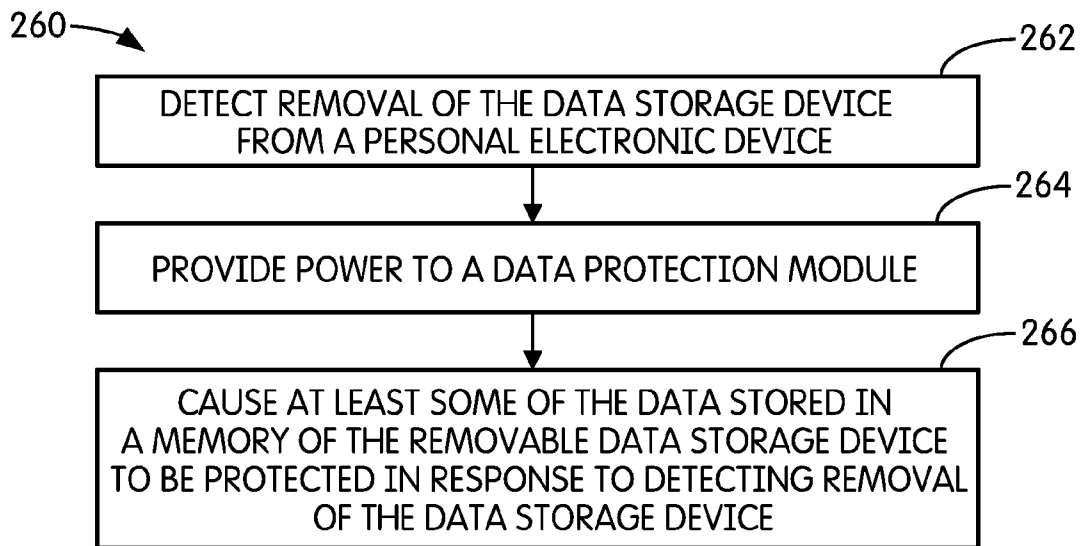 260
262
DETECT REMOVAL OF THE DATA STORAGE DEVICE
FROM A PERSONAL ELECTRONIC DEVICE
264
PROVIDE POWER TO A DATA PROTECTION MODULE
266
CAUSE AT LEAST SOME OF THE DATA STORED IN
A MEMORY OF THE REMOVABLE DATA STORAGE DEVICE
TO BE PROTECTED IN RESPONSE TO DETECTING REMOVAL
OF THE DATA STORAGE DEVICE